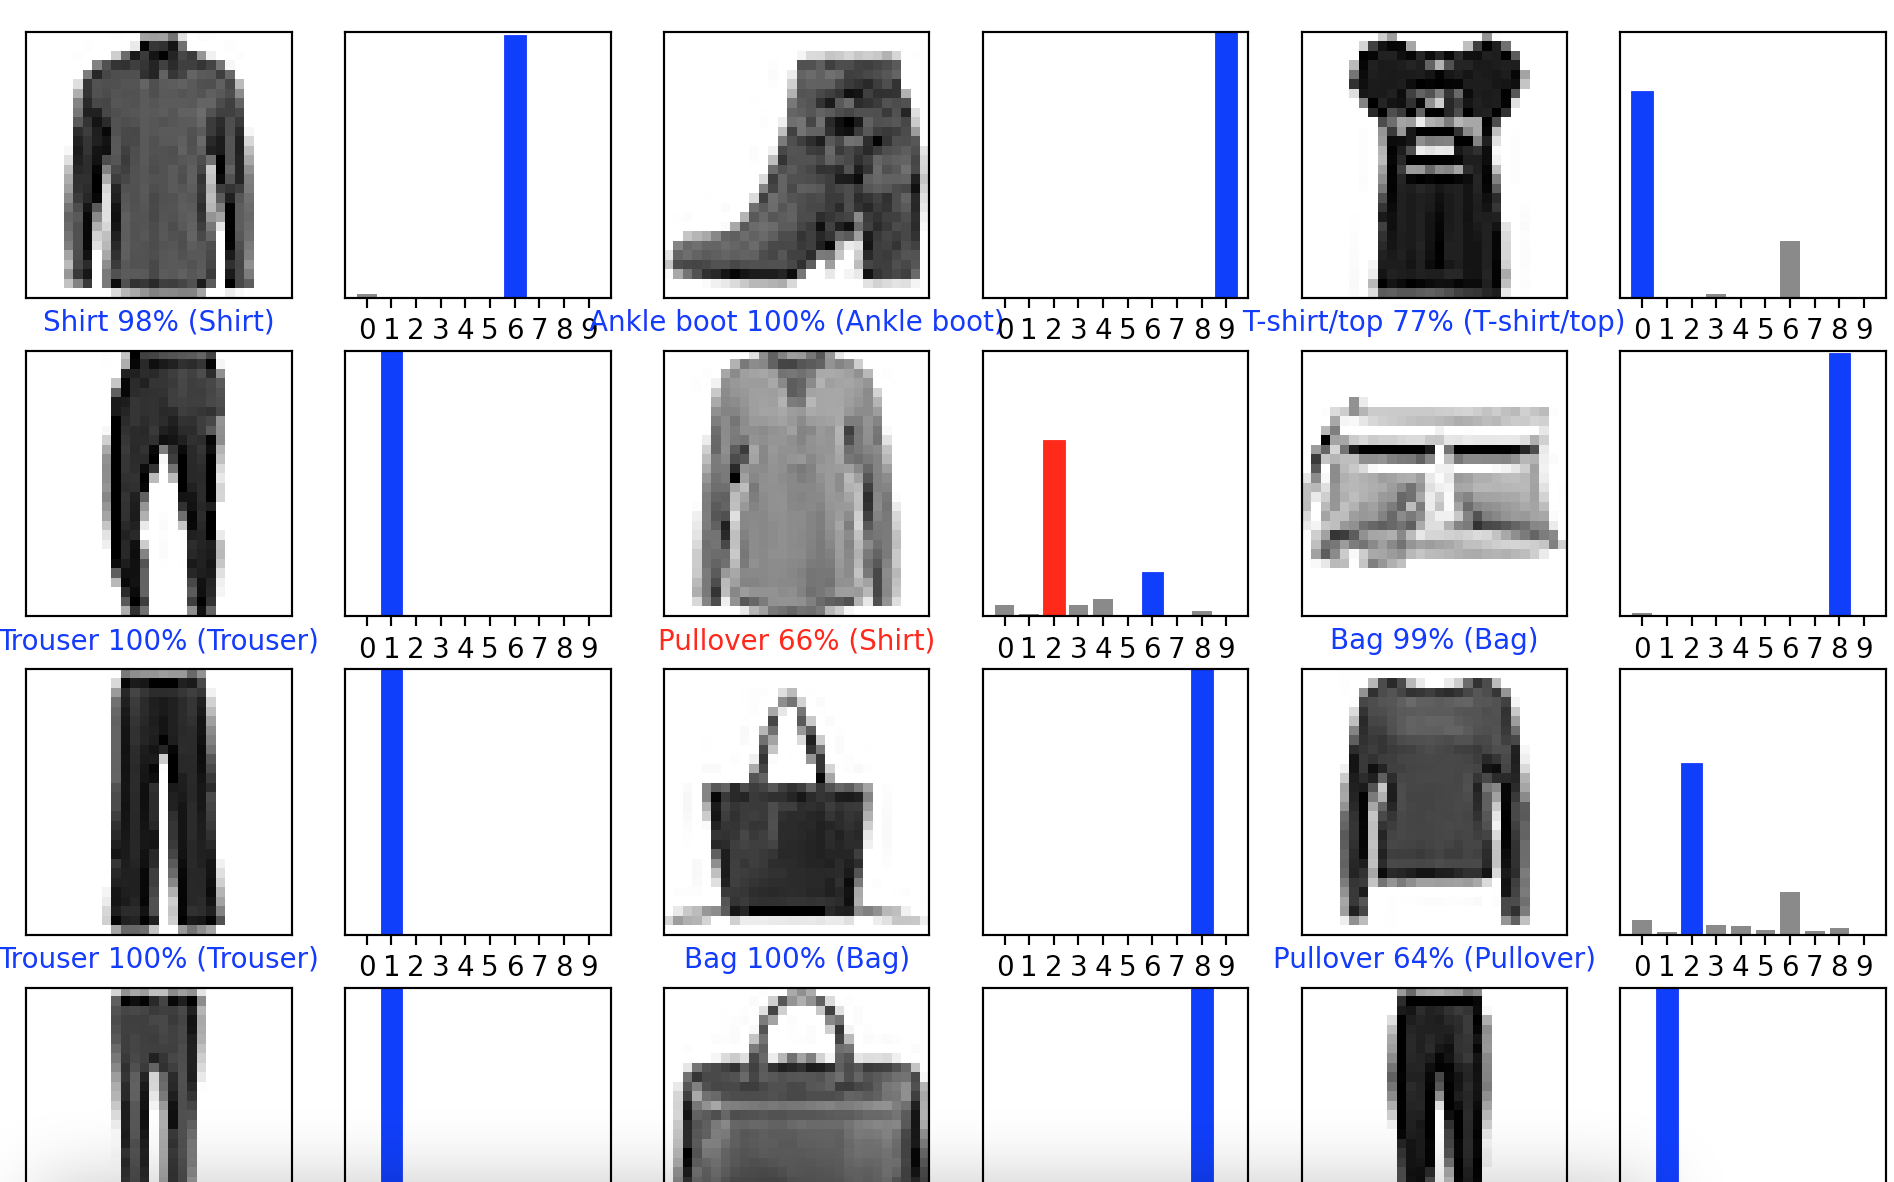 Shirt 98% (Shirt)
0 1 2 3 4 5 6 7 8 9
Ankle boot 100% (Ankle boot)
0 1 2 3 4 5 6 7 8 9
T-shirt/top 77% (T-shirt/top)
0 1 2 3 4 5 6 7 8 9
Trouser 100% (Trouser)
0 1 2 3 4 5 6 7 8 9
Pullover 66% (Shirt)
0 1 2 3 4 5 6 7 8 9
Bag 99% (Bag)
0 1 2 3 4 5 6 7 8 9
Trouser 100% (Trouser)
0 1 2 3 4 5 6 7 8 9
Bag 100% (Bag)
0 1 2 3 4 5 6 7 8 9
Pullover 64% (Pullover)
0 1 2 3 4 5 6 7 8 9